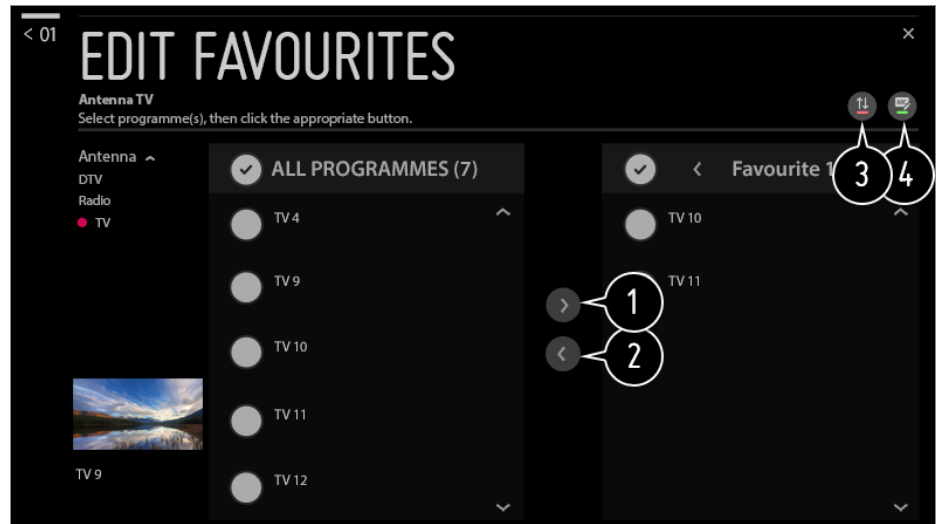 < 01
EDIT FAVOURITES
Antenna TV
Select programme(s), then click the appropriate button.
3
4
Antenna
DTV
Radio
TV
TV 9
ALL PROGRAMMES (7)
TV 4
TV 9
TV 10
TV 11
TV 12
1
2
Favourite 1
TV 10
TV 11